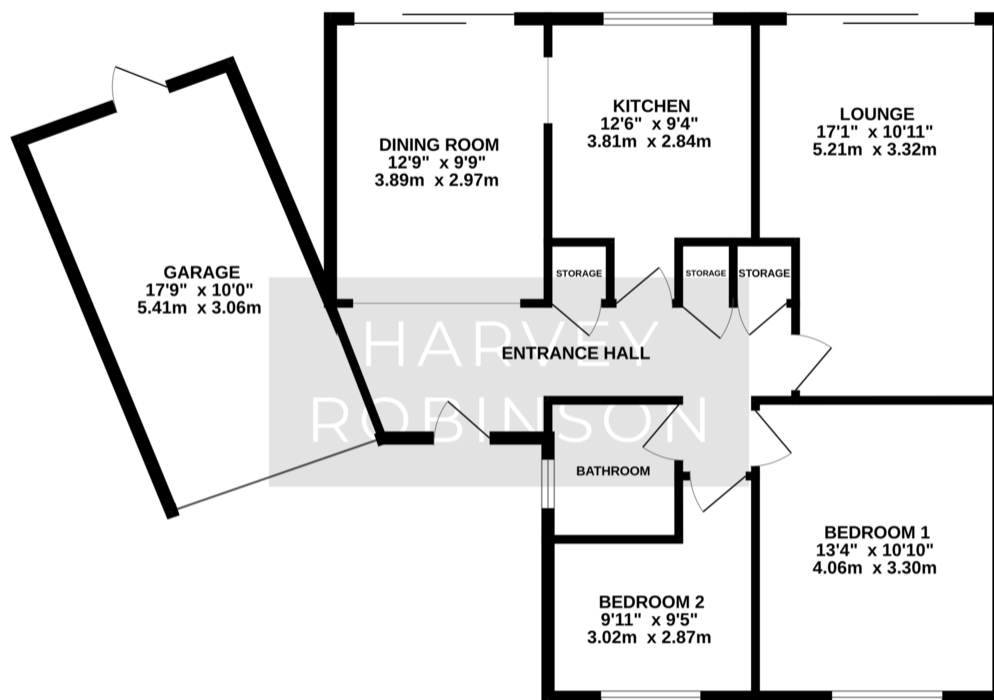 DINING ROOM
12'9" x 9'9"
3.89m x 2.97m
KITCHEN
12'6" x 9'4"
3.81m x 2.84m
LOUNGE
17'1" x 10'11"
5.21m x 3.32m
GARAGE
17'9" x 10'0"
5.41m x 3.06m
STORAGE
STORAGE
STORAGE
HARVEY
ROBINSON
ENTRANCE HALL
BATHROOM
BEDROOM 1
13'4" x 10'10"
4.06m x 3.30m
BEDROOM 2
9'11" x 9'5"
3.02m x 2.87m